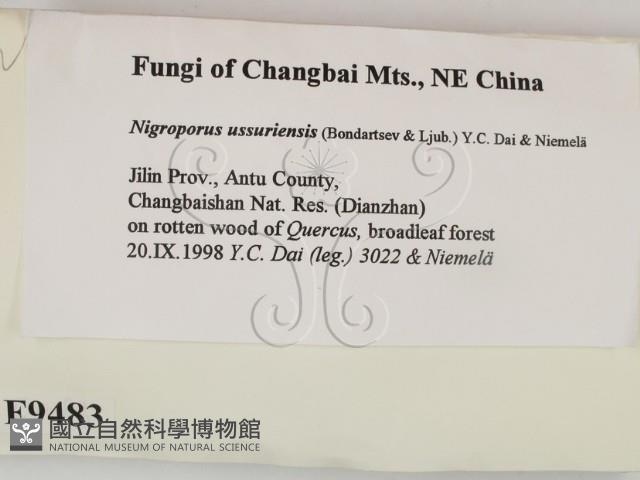 Fungi of Changbai Mts., NE China
Nigroporus ussuriensis (Bondartsev & Ljub.) Y.C. Dai & Niemelä
Jilin Prov., Antu County,
Changbaishan Nat. Res. (Dianzhan)
on rotten wood of Quercus, broadleaf forest
20.IX.1998 Y.C. Dai (leg.) 3022 & Niemelä
F9483
國立自然科學博物館
NATIONAL MUSEUM OF NATURAL SCIENCE